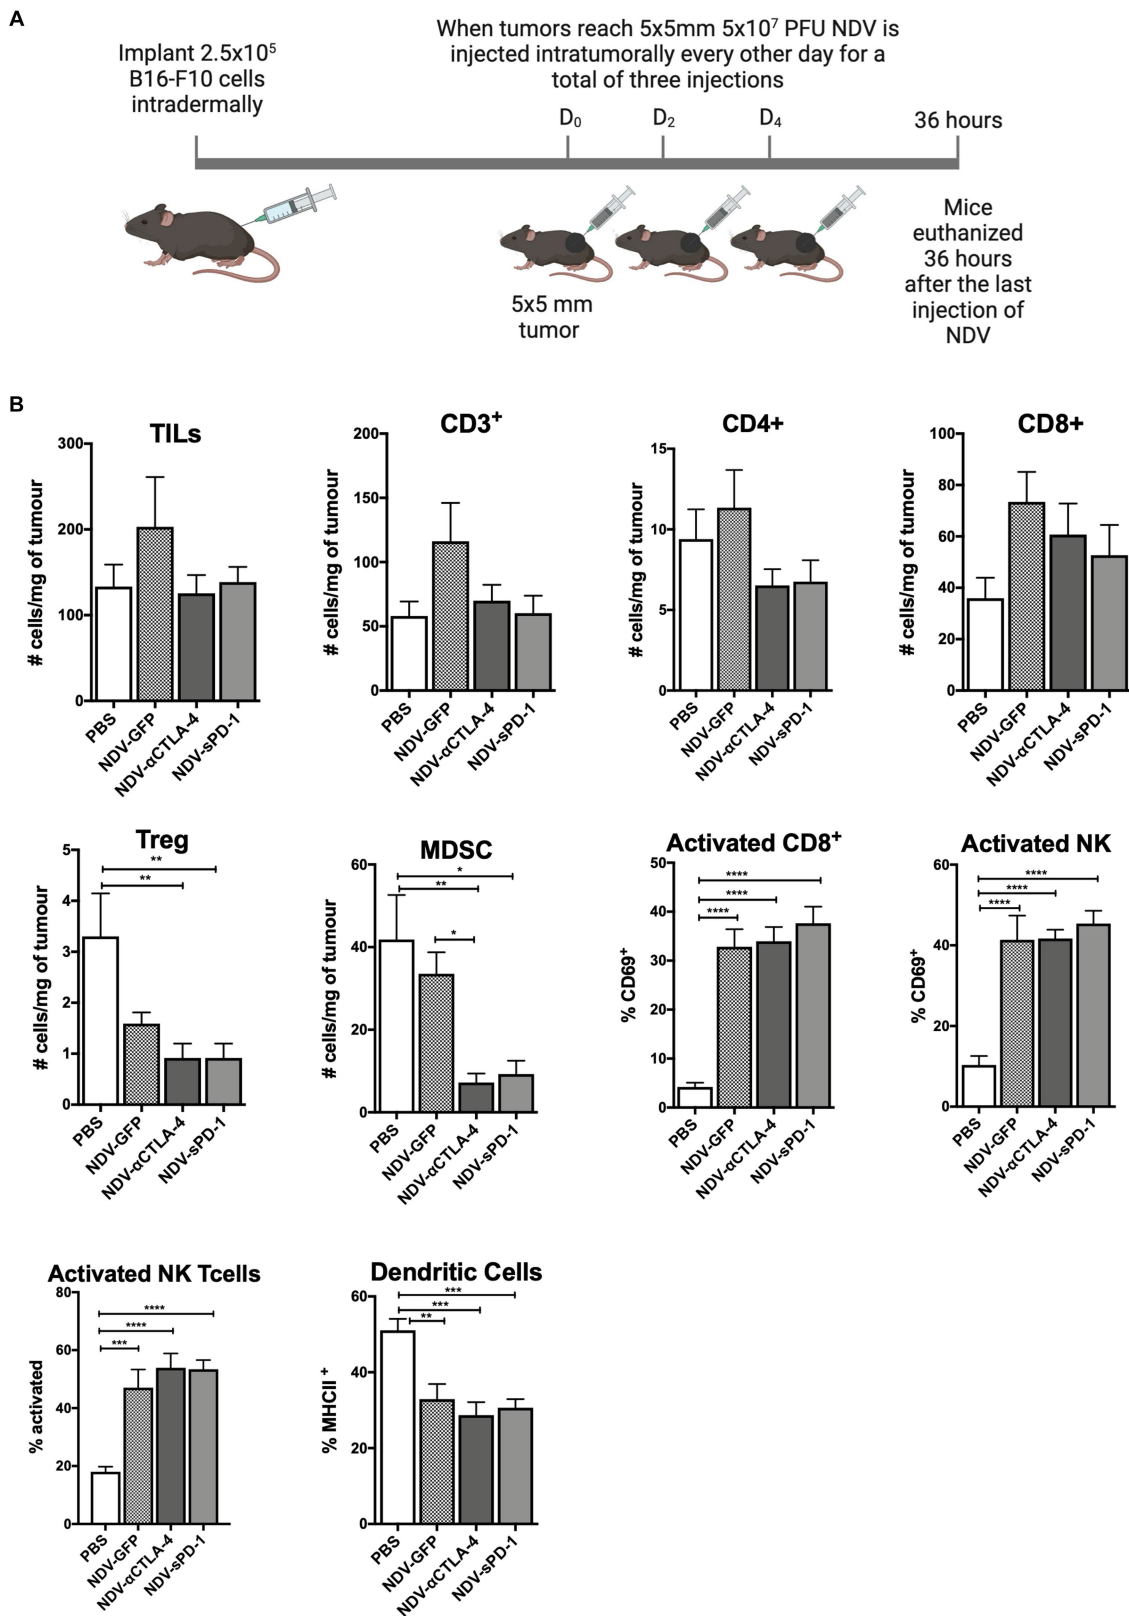 A
Implant 2.5x10⁵
B16-F10 cells
intradermally
When tumors reach 5x5mm 5x10⁷ PFU NDV is
injected intratumorally every other day for a
total of three injections
D₀
D₂
D₄
36 hours
5x5 mm
tumor
Mice
euthanized
36 hours
after the last
injection of
NDV
B
TILs
# cells/mg of tumour
300
200
100
0
PBS
NDV-GFP
NDV-αCTLA-4
NDV-sPD-1
CD3⁺
# cells/mg of tumour
200
150
100
50
0
PBS
NDV-GFP
NDV-αCTLA-4
NDV-sPD-1
CD4+
# cells/mg of tumour
15
10
5
0
PBS
NDV-GFP
NDV-αCTLA-4
NDV-sPD-1
CD8+
# cells/mg of tumour
100
80
60
40
20
0
PBS
NDV-GFP
NDV-αCTLA-4
NDV-sPD-1
Treg
# cells/mg of tumour
5
4
3
2
1
0
**
**
PBS
NDV-GFP
NDV-αCTLA-4
NDV-sPD-1
MDSC
# cells/mg of tumour
60
40
20
0
*
**
*
PBS
NDV-GFP
NDV-αCTLA-4
NDV-sPD-1
Activated CD8⁺
% CD69⁺
50
40
30
20
10
0
****
****
****
PBS
NDV-GFP
NDV-αCTLA-4
NDV-sPD-1
Activated NK
% CD69⁺
60
40
20
0
****
****
****
PBS
NDV-GFP
NDV-αCTLA-4
NDV-sPD-1
Activated NK Tcells
% activated
80
60
40
20
0
****
****
***
PBS
NDV-GFP
NDV-αCTLA-4
NDV-sPD-1
Dendritic Cells
% MHCII⁺
60
40
20
0
***
***
**
PBS
NDV-GFP
NDV-αCTLA-4
NDV-sPD-1